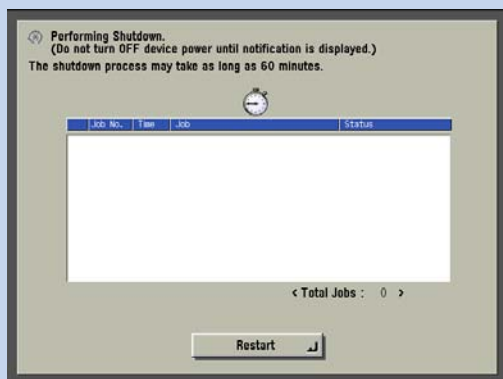 Performing Shutdown.
(Do not turn OFF device power until notification is displayed.)
The shutdown process may take as long as 60 minutes.
Job No. Time Job Status
< Total Jobs : 0 >
Restart